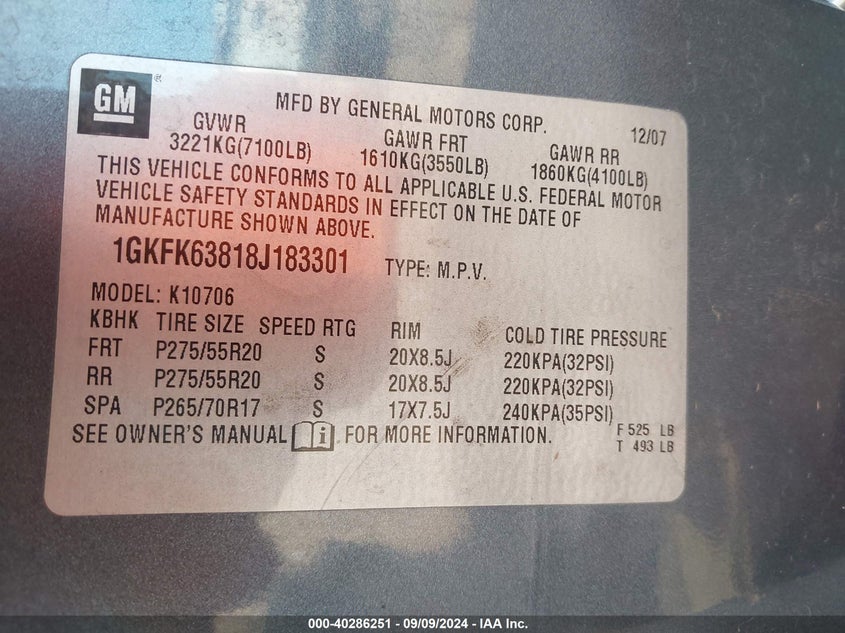 GM ®
MFD BY GENERAL MOTORS CORP. 12/07
GVWR GAWR FRT GAWR RR
3221KG(7100LB) 1610KG(3550LB) 1860KG(4100LB)
THIS VEHICLE CONFORMS TO ALL APPLICABLE U.S. FEDERAL MOTOR
VEHICLE SAFETY STANDARDS IN EFFECT ON THE DATE OF
MANUFACTURE SHOWN ABOVE.
1GKFK63818J183301 TYPE: M.P.V.
MODEL: K10706
KBHK TIRE SIZE SPEED RTG RIM COLD TIRE PRESSURE
FRT P275/55R20 S 20X8.5J 220KPA(32PSI)
RR P275/55R20 S 20X8.5J 220KPA(32PSI)
SPA P265/70R17 S 17X7.5J 240KPA(35PSI)
SEE OWNER'S MANUAL i FOR MORE INFORMATION.
F 525 LB
T 493 LB
000-40286251 - 09/09/2024 - IAA Inc.